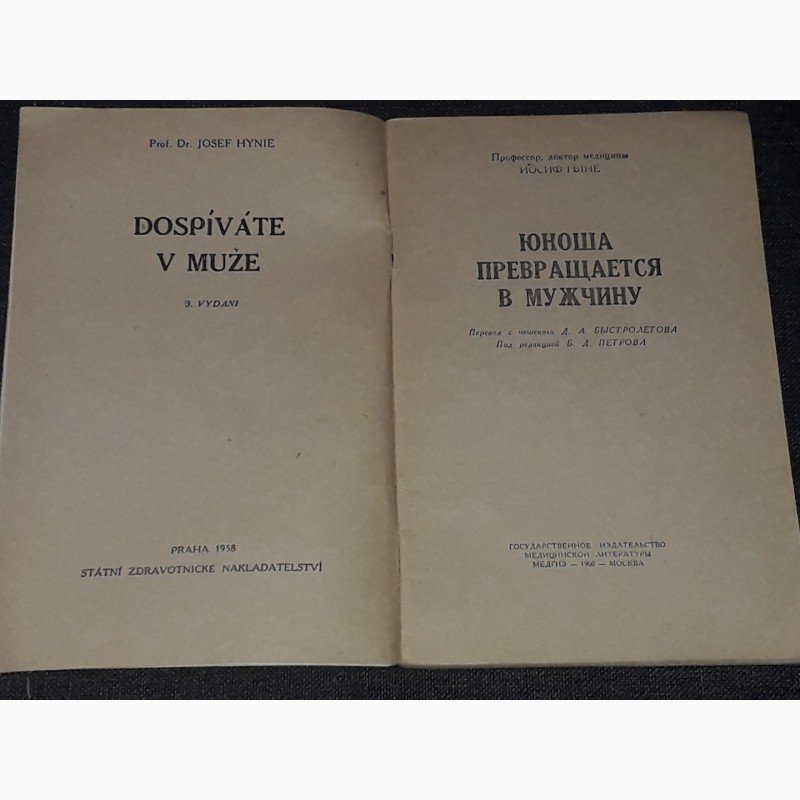 Prof. Dr. JOSEF HYNIE
DOSPÍVÁTE
V MUŽE
3. VYDÁNÍ
PRAHA 1958
STÁTNÍ ZDRAVOTNICKÉ NAKLADATELSTVÍ
Профессор, доктор медицины
ИОСИФ ГЫНЕ
ЮНОША
ПРЕВРАЩАЕТСЯ
В МУЖЧИНУ
Перевод с чешского Д. А. БЫСТРОЛЕТОВА
Под редакцией Б. Д. ПЕТРОВА
ГОСУДАРСТВЕННОЕ ИЗДАТЕЛЬСТВО
МЕДИЦИНСКОЙ ЛИТЕРАТУРЫ
МЕДГИЗ — 1960 — МОСКВА